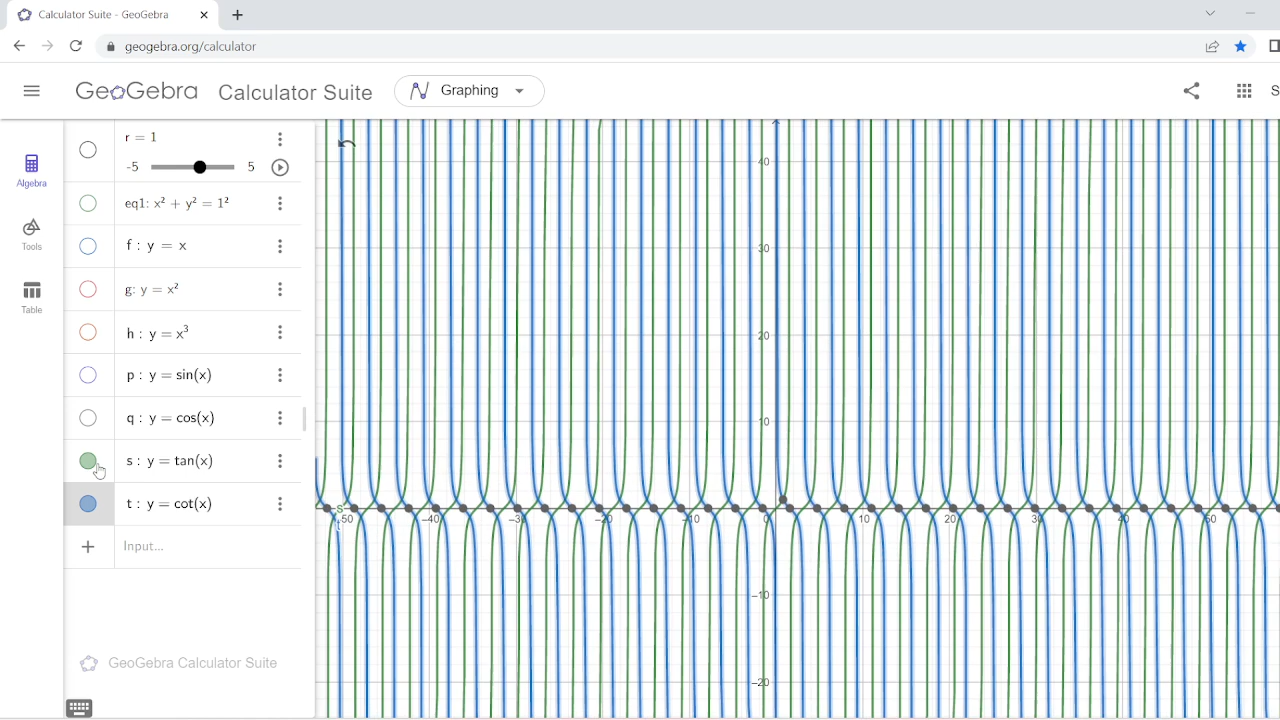 Calculator Suite - GeoGebra
geogebra.org/calculator
GeoGebra Calculator Suite Graphing S
Algebra
Tools
Table
r = 1
-5 5
eq1: x² + y² = 1²
f : y = x
g: y = x²
h : y = x³
p : y = sin(x)
q : y = cos(x)
s : y = tan(x)
t : y = cot(x)
+ Input...
GeoGebra Calculator Suite
40
30
20
10
s
-50 -40 -30 -20 -10 0 10 20 30 40 50
t
-10
-20